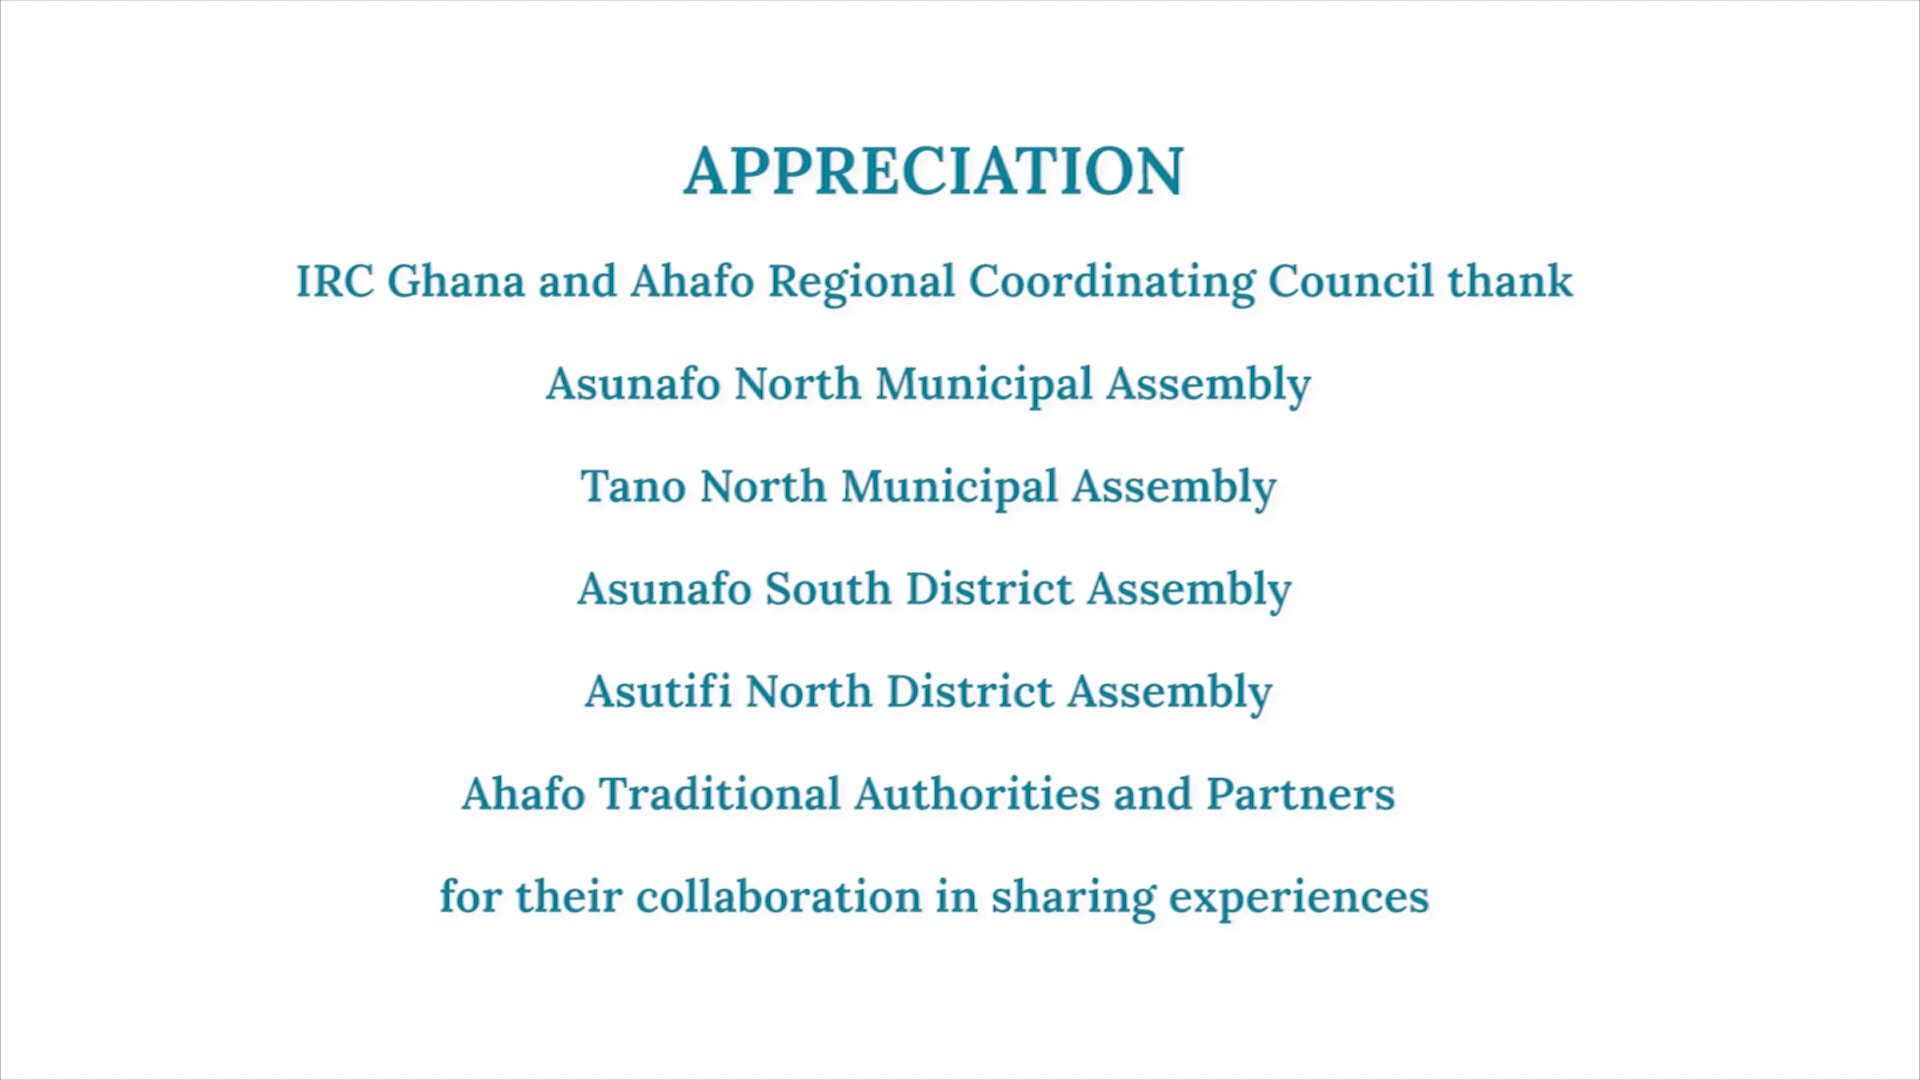 APPRECIATION
IRC Ghana and Ahafo Regional Coordinating Council thank
Asunafo North Municipal Assembly
Tano North Municipal Assembly
Asunafo South District Assembly
Asutifi North District Assembly
Ahafo Traditional Authorities and Partners
for their collaboration in sharing experiences